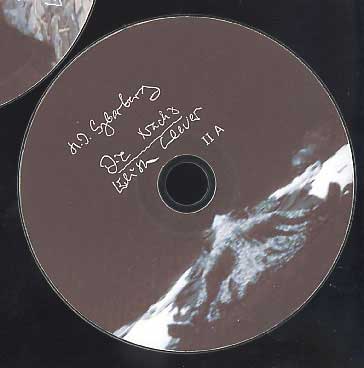 H. J. Syberberg
Die Nacht
Edith Clever
II A